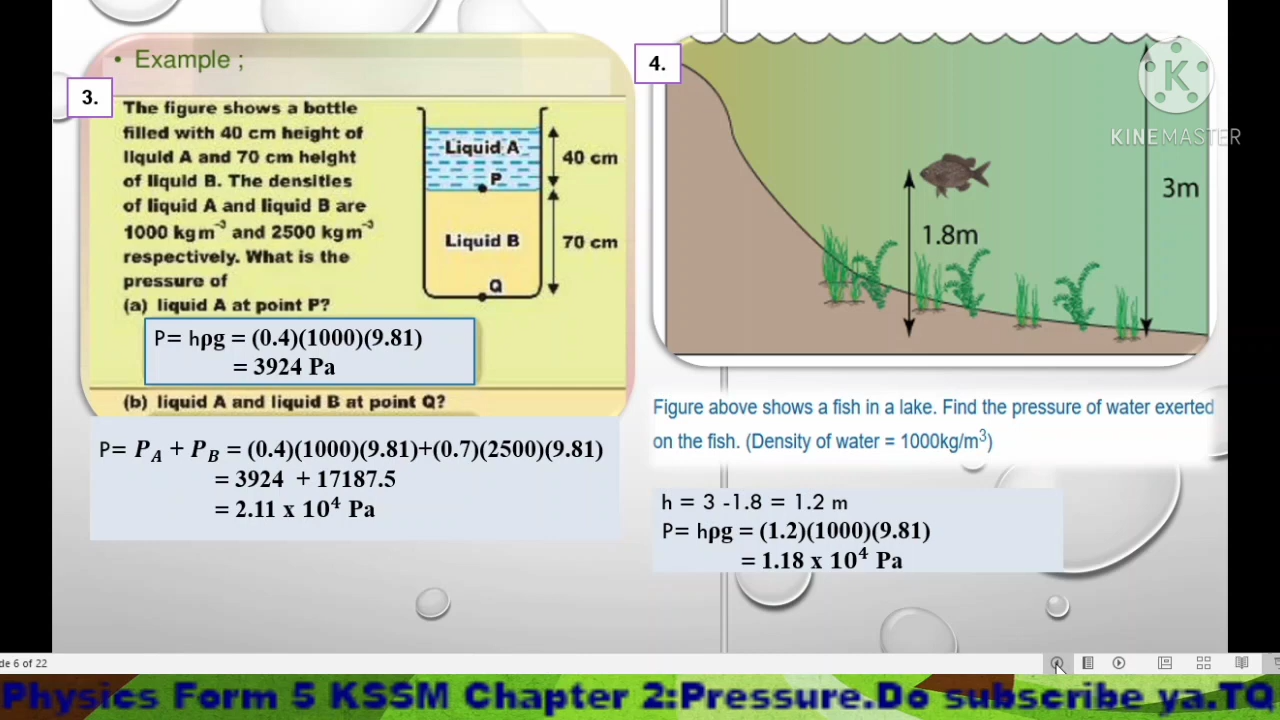 • Example ;
3.
The figure shows a bottle
filled with 40 cm height of
liquid A and 70 cm height
of liquid B. The densities
of liquid A and liquid B are
1000 kg m⁻³ and 2500 kg m⁻³
respectively. What is the
pressure of
(a) liquid A at point P?
Liquid A
P
40 cm
Liquid B
70 cm
Q
P= hρg = (0.4)(1000)(9.81)
= 3924 Pa
(b) liquid A and liquid B at point Q?
P= P_A + P_B = (0.4)(1000)(9.81)+(0.7)(2500)(9.81)
= 3924 + 17187.5
= 2.11 x 10⁴ Pa
4.
K
KINEMASTER
3m
1.8m
Figure above shows a fish in a lake. Find the pressure of water exerted
on the fish. (Density of water = 1000kg/m³)
h = 3 -1.8 = 1.2 m
P= hρg = (1.2)(1000)(9.81)
= 1.18 x 10⁴ Pa
de 6 of 22
Physics Form 5 KSSM Chapter 2:Pressure.Do subscribe ya.TQ